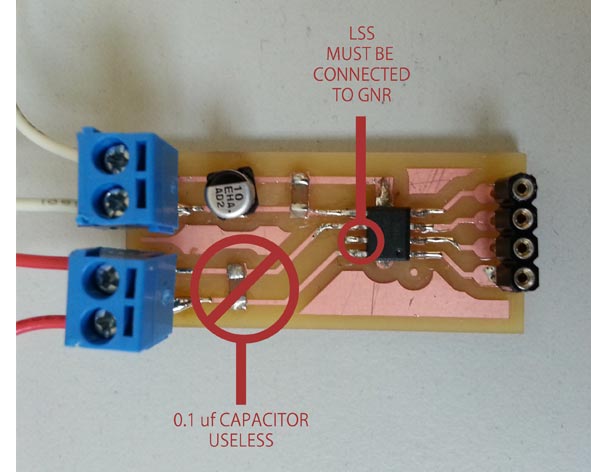 LSS
MUST BE
CONNECTED
TO GNR
10
EHA
AD2
0.1 uf CAPACITOR
USELESS